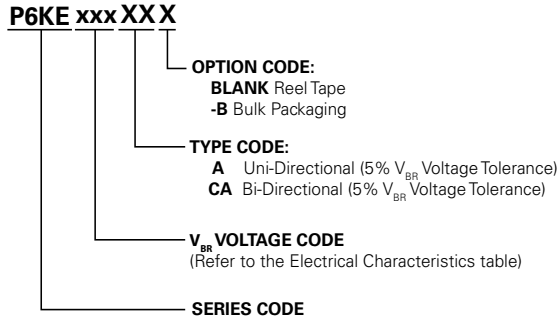 P6KE xxx XX X
OPTION CODE:
BLANK Reel Tape
-B Bulk Packaging
TYPE CODE:
A Uni-Directional (5% VBR Voltage Tolerance)
CA Bi-Directional (5% VBR Voltage Tolerance)
VBR VOLTAGE CODE
(Refer to the Electrical Characteristics table)
SERIES CODE